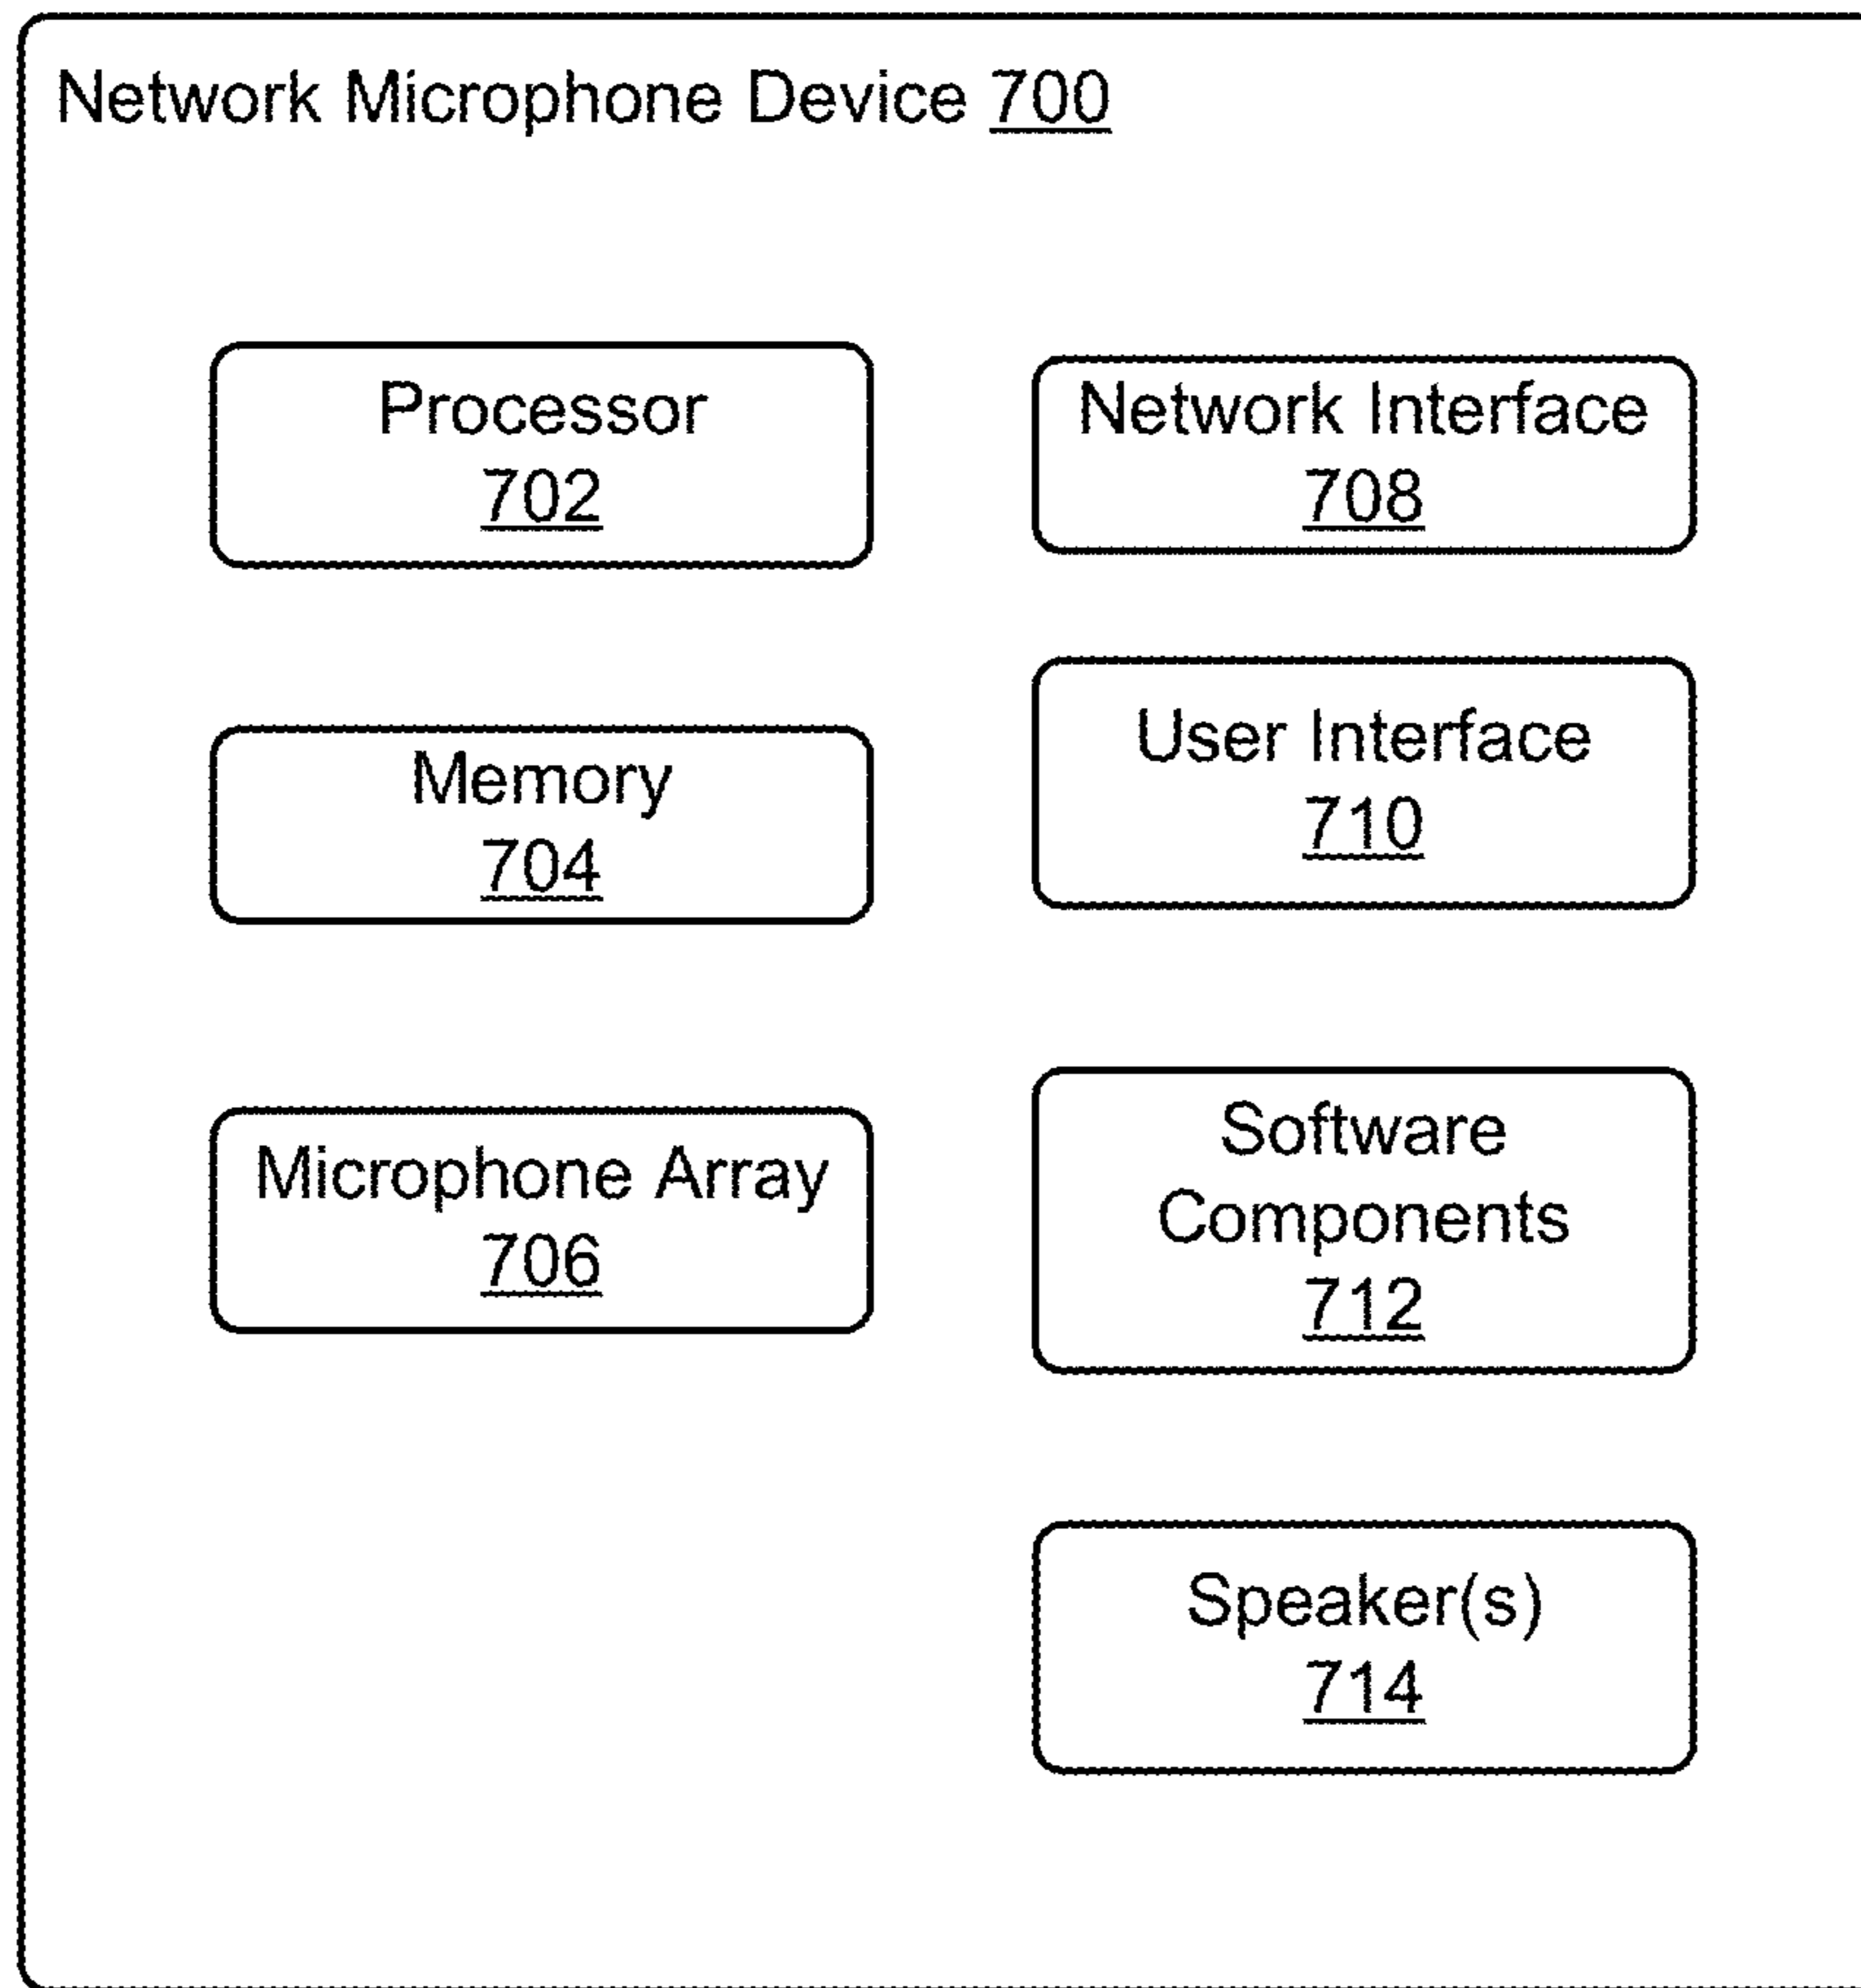 Network Microphone Device 700
Processor
702
Memory
704
Microphone Array
706
Network Interface
708
User Interface
710
Software
Components
712
Speaker(s)
714